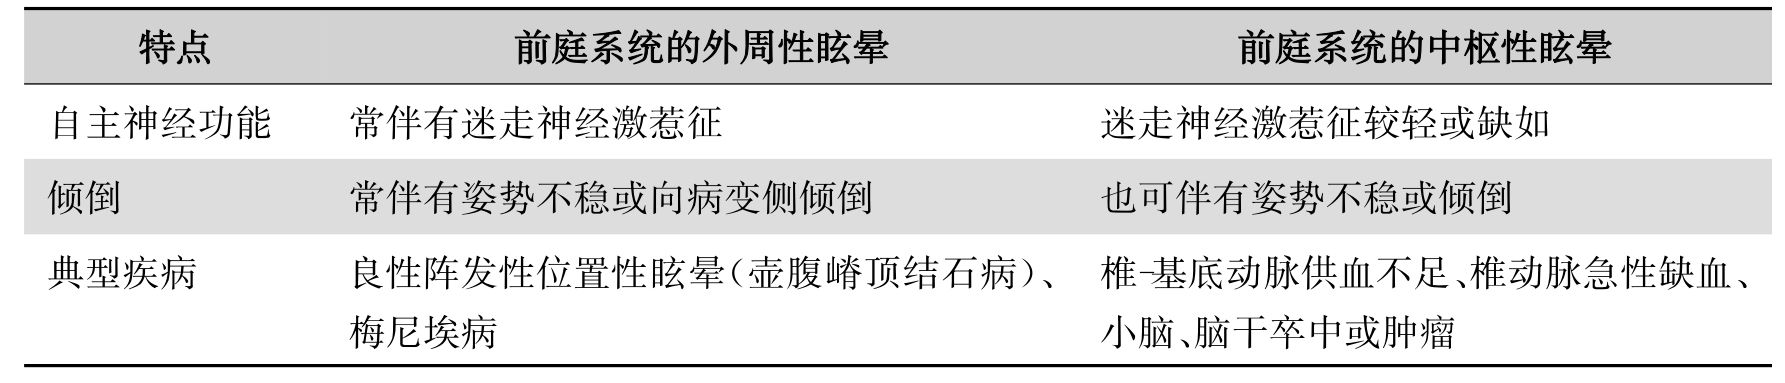 特点 前庭系统的外周性眩晕 前庭系统的中枢性眩晕
自主神经功能 常伴有迷走神经激惹征 迷走神经激惹征较轻或缺如
倾倒 常伴有姿势不稳或向病变侧倾倒 也可伴有姿势不稳或倾倒
典型疾病 良性阵发性位置性眩晕(壶腹嵴顶结石病)、 椎-基底动脉供血不足、椎动脉急性缺血、
梅尼埃病 小脑、脑干卒中或肿瘤